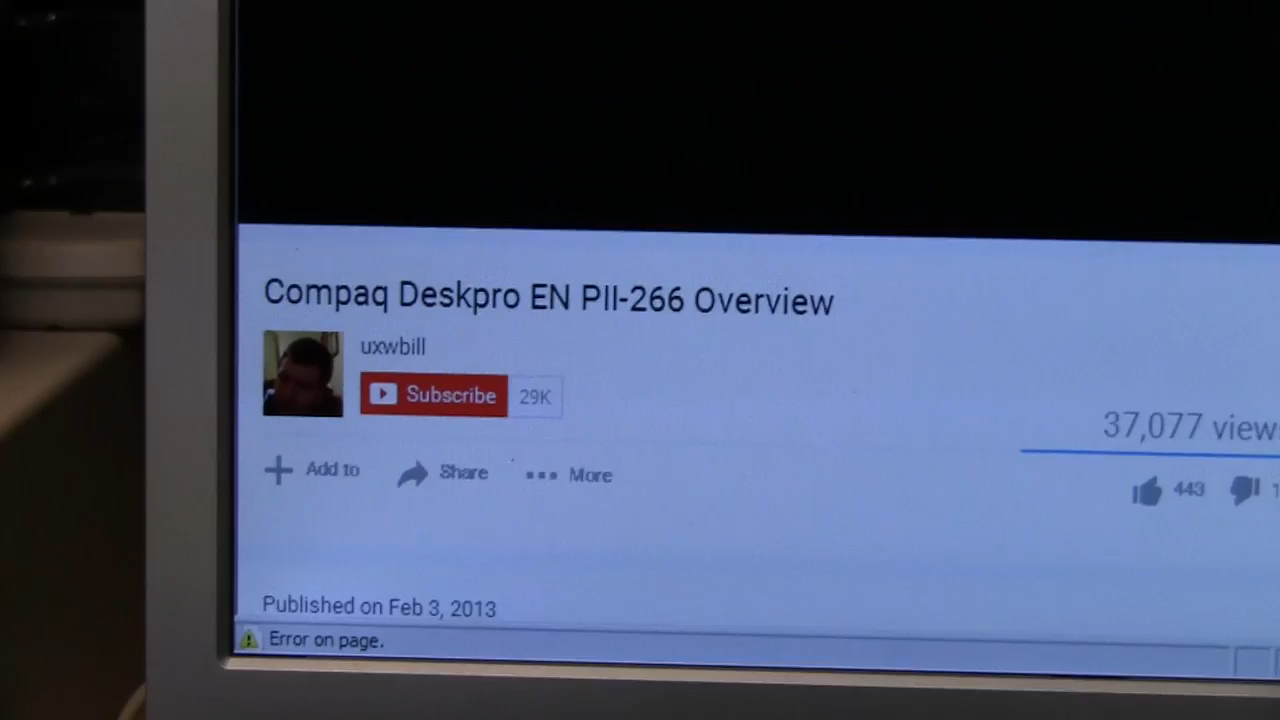 Compaq Deskpro EN PII-266 Overview
uxwbill
Subscribe 29K
37,077 views
Add to Share More
443
Published on Feb 3, 2013
Error on page.